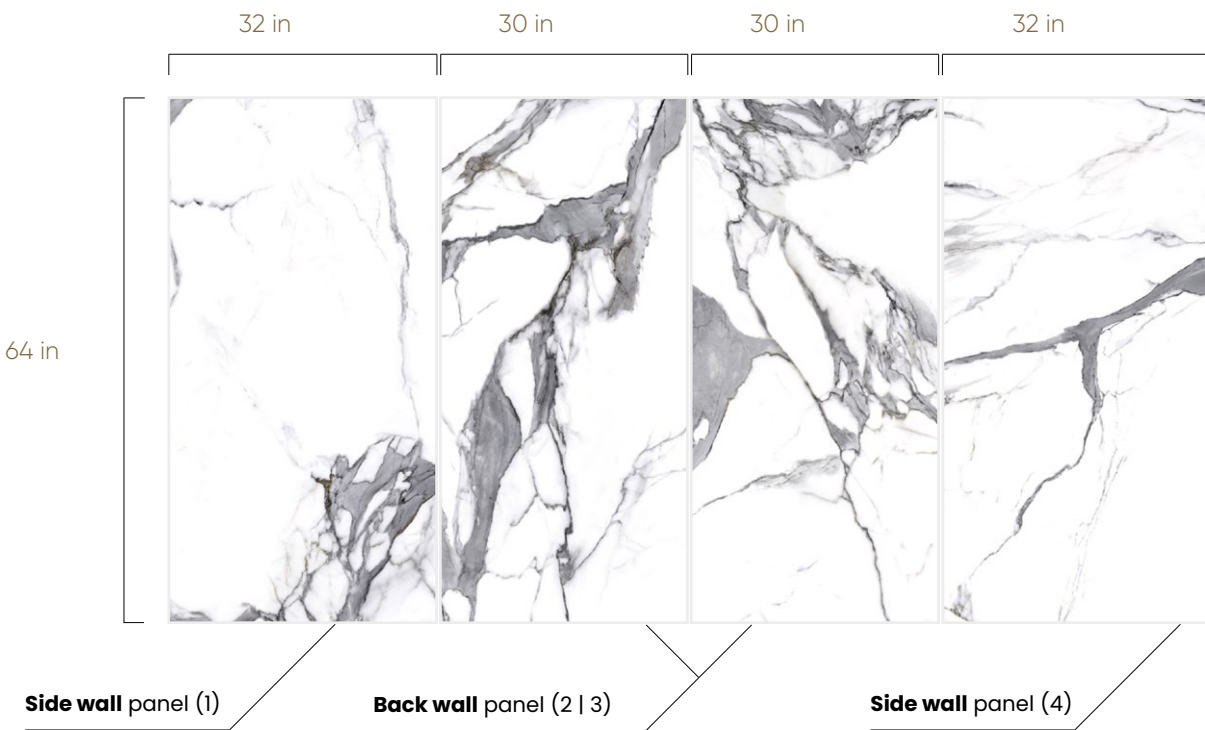 32 in
30 in
30 in
32 in
64 in
Side wall panel (1)
Back wall panel (2 | 3)
Side wall panel (4)